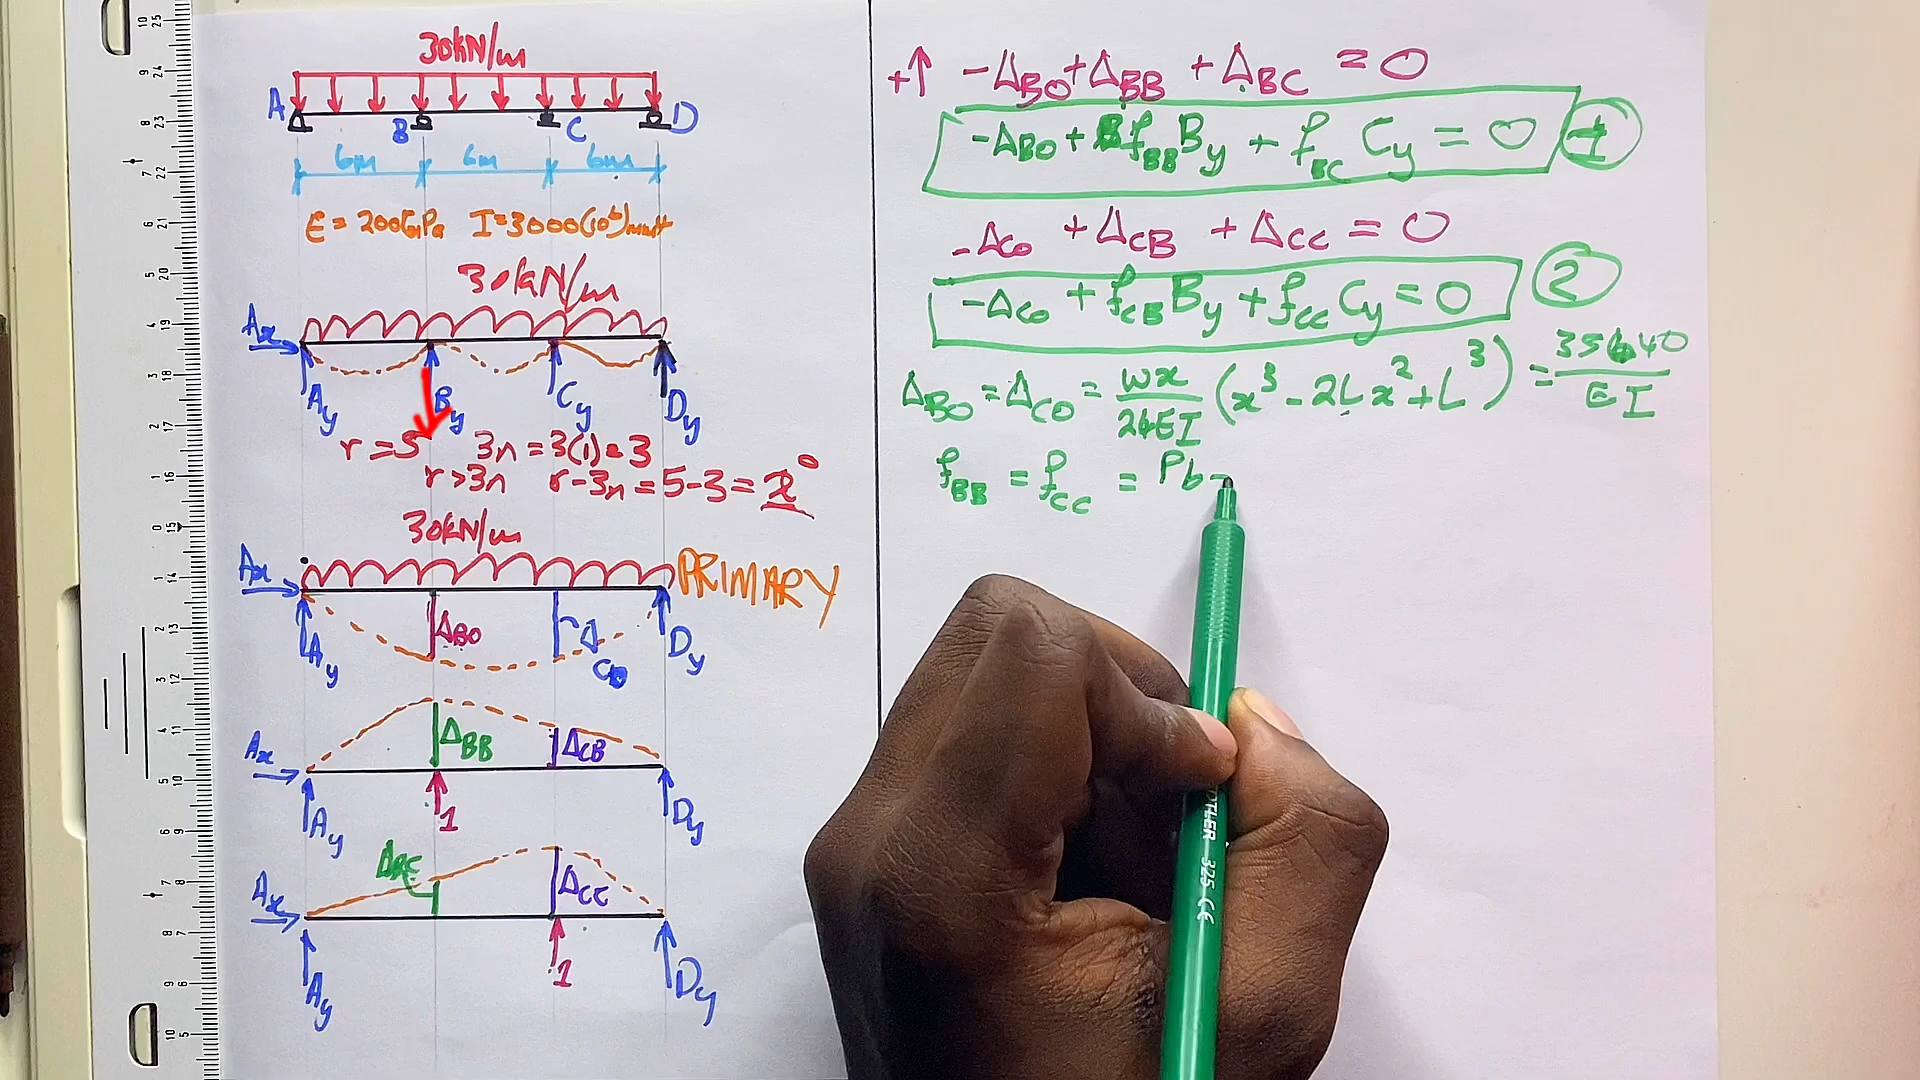 30kN/m
A B C D
6m 6m 6m
E = 200GPa I=3000(10⁶)mm⁴
30kN/m
Ax
Ay By Cy Dy
r = 5 3n = 3(1) = 3
r>3n r-3n = 5-3 = 2°
30kN/m
Ax PRIMARY
ΔBO ΔCO
Ay Dy
ΔBB ΔCB
Ax
1
Ay Dy
ΔBC ΔCC
Ax
1
Ay Dy
+↑ -ΔBO + ΔBB + ΔBC = 0
-ΔBO + fBB By + fBC Cy = 0 1
-ΔCO + ΔCB + ΔCC = 0
-ΔCO + fCB By + fCC Cy = 0 2
ΔBO = ΔCO = wx/24EI (x³ - 2Lx² + L³) = 35640/EI
fBB = fCC = Pb
325